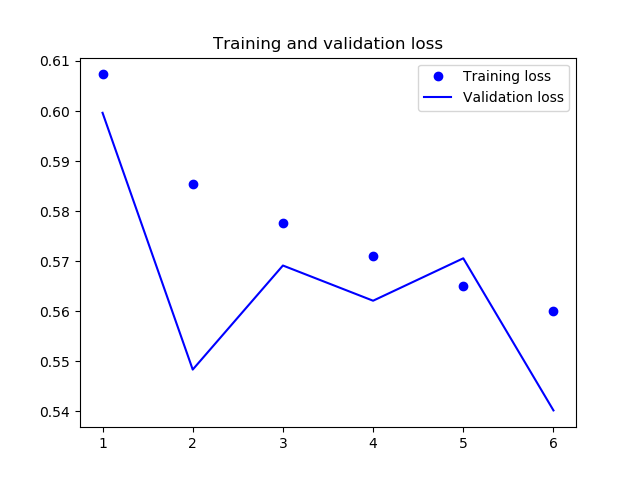 Training and validation loss
Training loss
Validation loss
0.61
0.60
0.59
0.58
0.57
0.56
0.55
0.54
1 2 3 4 5 6